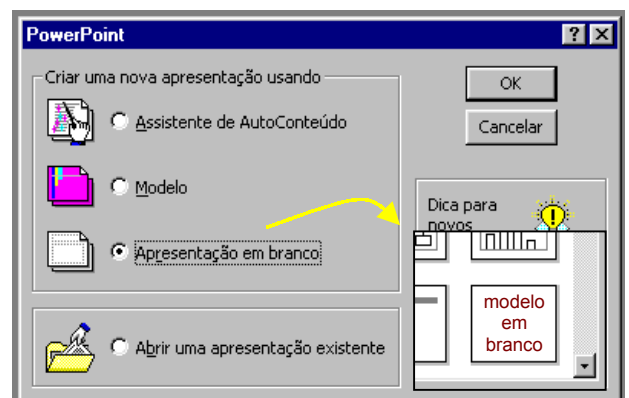 PowerPoint
Criar uma nova apresentação usando
Assistente de AutoConteúdo
Modelo
Apresentação em branco
Abrir uma apresentação existente
OK
Cancelar
Dica para
novos
modelo
em
branco